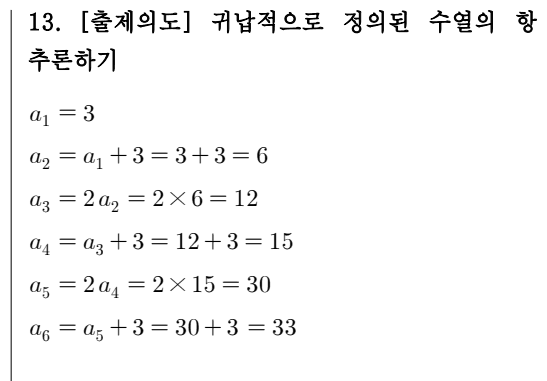 13. [출제의도] 귀납적으로 정의된 수열의 항
추론하기
a₁ = 3
a₂ = a₁ + 3 = 3 + 3 = 6
a₃ = 2a₂ = 2 × 6 = 12
a₄ = a₃ + 3 = 12 + 3 = 15
a₅ = 2a₄ = 2 × 15 = 30
a₆ = a₅ + 3 = 30 + 3 = 33